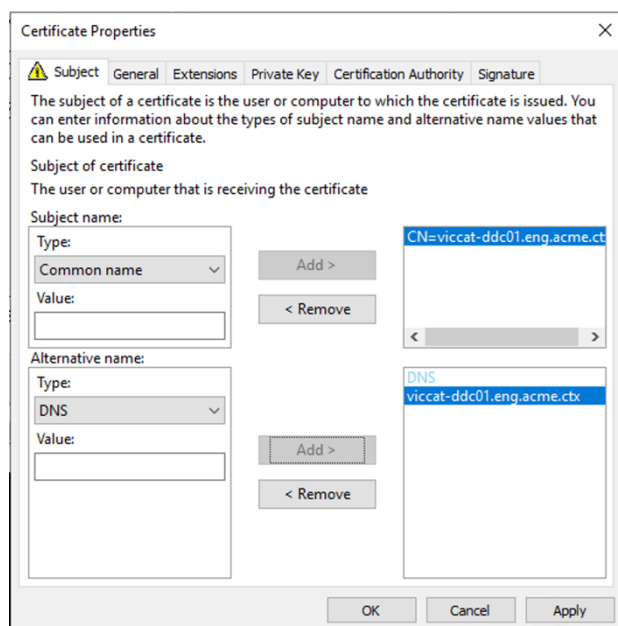 Certificate Properties
Subject General Extensions Private Key Certification Authority Signature
The subject of a certificate is the user or computer to which the certificate is issued. You
can enter information about the types of subject name and alternative name values that
can be used in a certificate.
Subject of certificate
The user or computer that is receiving the certificate
Subject name:
Type:
Common name
Value:
Add >
< Remove
CN=viccat-ddc01.eng.acme.ct
Alternative name:
Type:
DNS
Value:
Add >
< Remove
DNS
viccat-ddc01.eng.acme.ctx
OK Cancel Apply